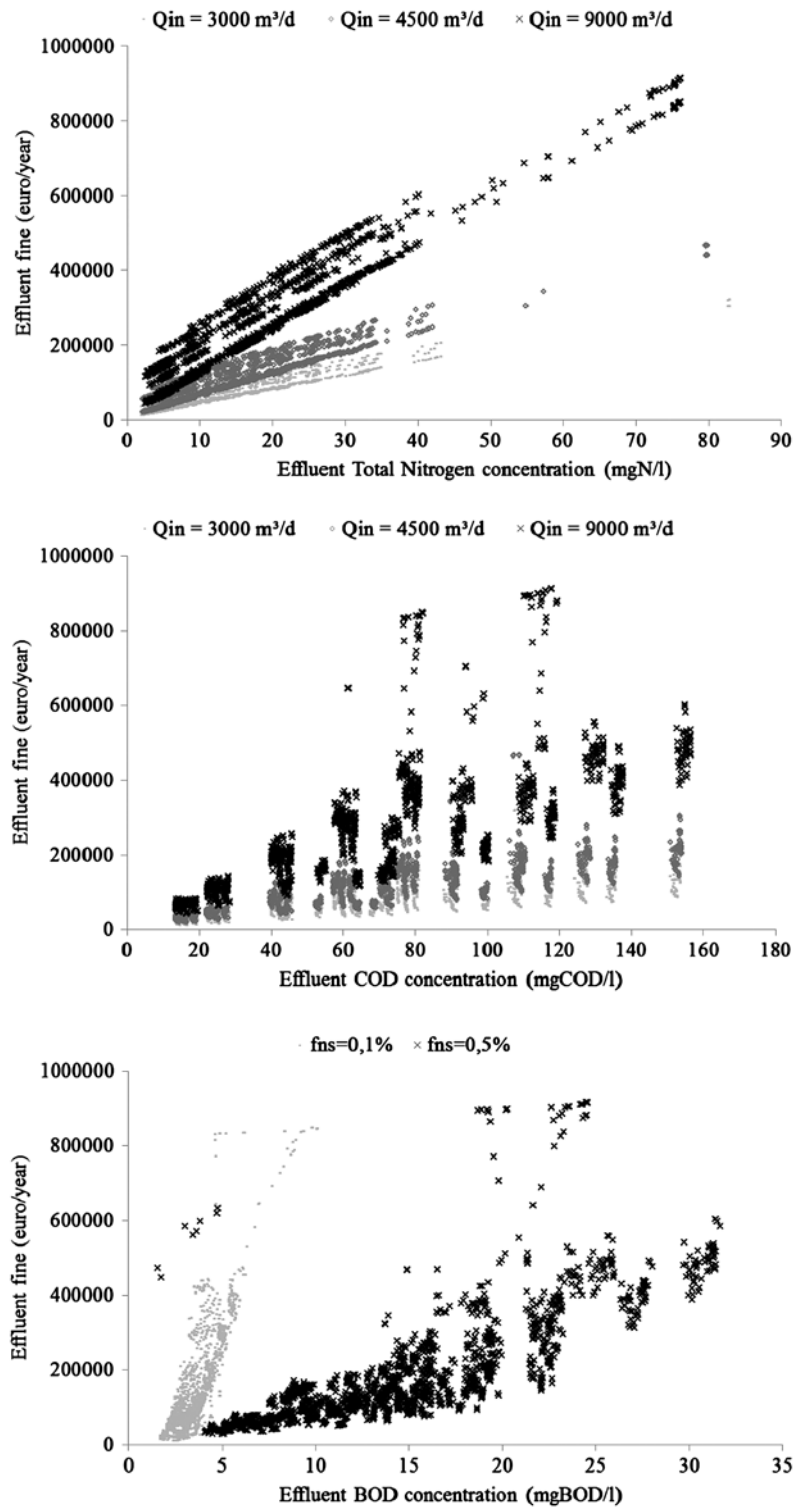 Qin = 3000 m³/d Qin = 4500 m³/d Qin = 9000 m³/d
1000000
800000
600000
400000
200000
0
Effluent fine (euro/year)
0 10 20 30 40 50 60 70 80 90
Effluent Total Nitrogen concentration (mgN/l)
Qin = 3000 m³/d Qin = 4500 m³/d Qin = 9000 m³/d
1000000
800000
600000
400000
200000
0
Effluent fine (euro/year)
0 20 40 60 80 100 120 140 160 180
Effluent COD concentration (mgCOD/l)
fns=0,1% fns=0,5%
1000000
800000
600000
400000
200000
0
Effluent fine (euro/year)
0 5 10 15 20 25 30 35
Effluent BOD concentration (mgBOD/l)